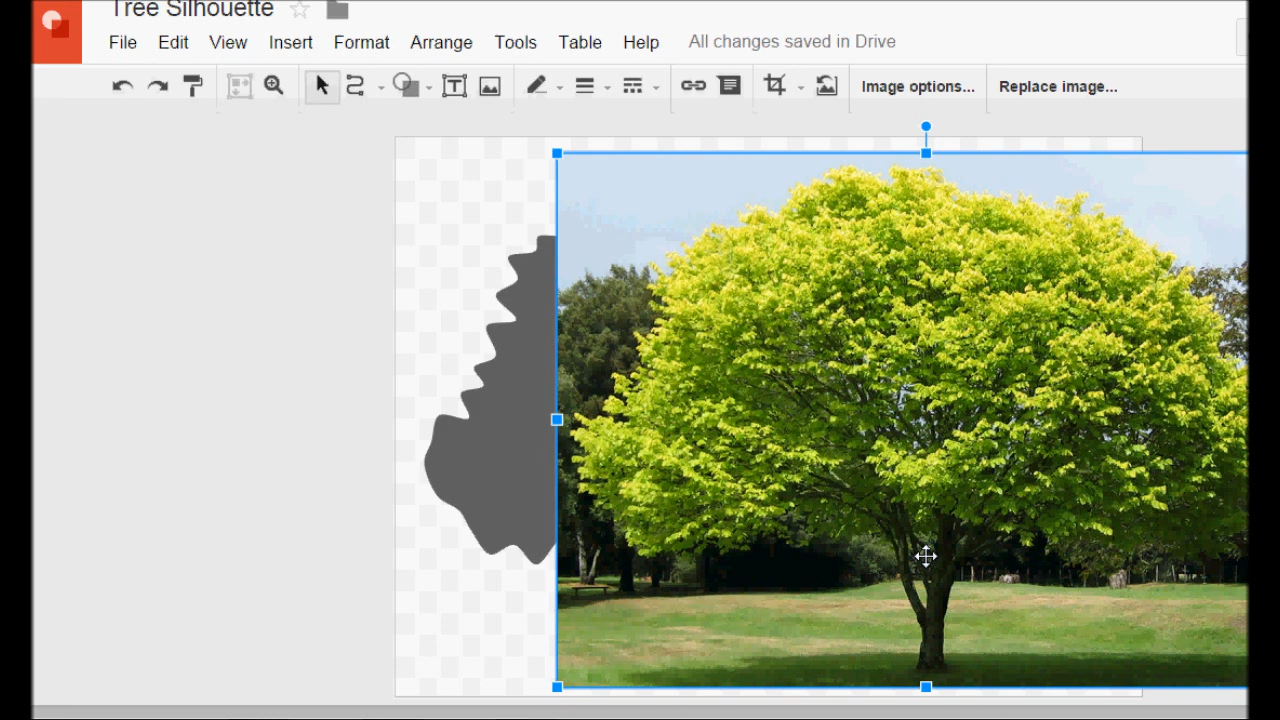 Tree Silhouette
File Edit View Insert Format Arrange Tools Table Help All changes saved in Drive
Image options... Replace image...